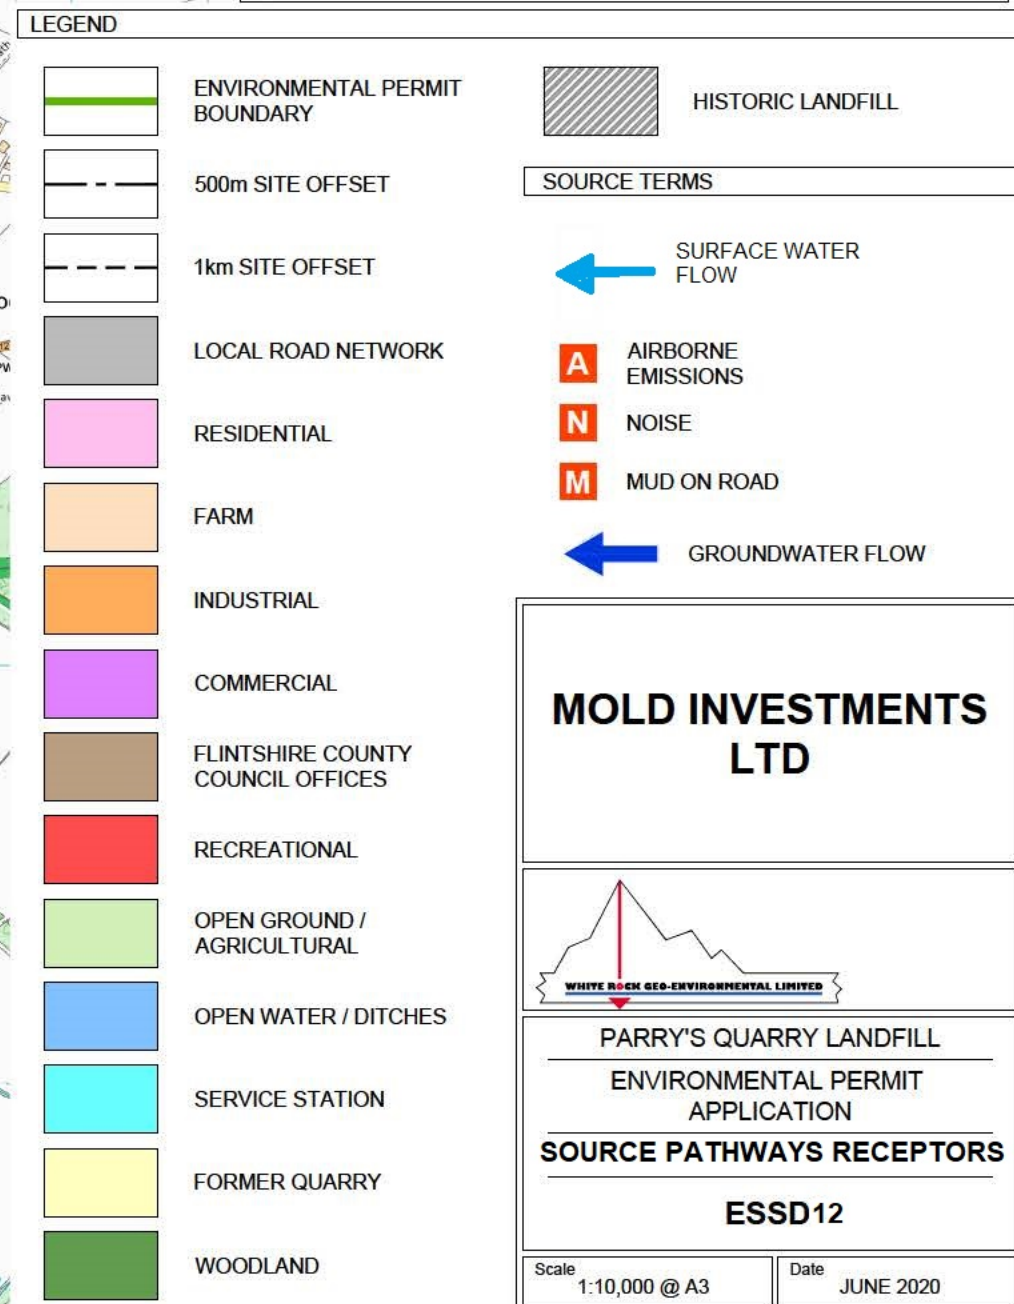 LEGEND
ENVIRONMENTAL PERMIT
BOUNDARY
500m SITE OFFSET
1km SITE OFFSET
LOCAL ROAD NETWORK
RESIDENTIAL
FARM
INDUSTRIAL
COMMERCIAL
FLINTSHIRE COUNTY
COUNCIL OFFICES
RECREATIONAL
OPEN GROUND /
AGRICULTURAL
OPEN WATER / DITCHES
SERVICE STATION
FORMER QUARRY
WOODLAND
HISTORIC LANDFILL
SOURCE TERMS
SURFACE WATER
FLOW
A AIRBORNE
EMISSIONS
N NOISE
M MUD ON ROAD
GROUNDWATER FLOW
MOLD INVESTMENTS
LTD
WHITE ROCK GEO-ENVIRONMENTAL LIMITED
PARRY'S QUARRY LANDFILL
ENVIRONMENTAL PERMIT
APPLICATION
SOURCE PATHWAYS RECEPTORS
ESSD12
Scale
1:10,000 @ A3
Date
JUNE 2020